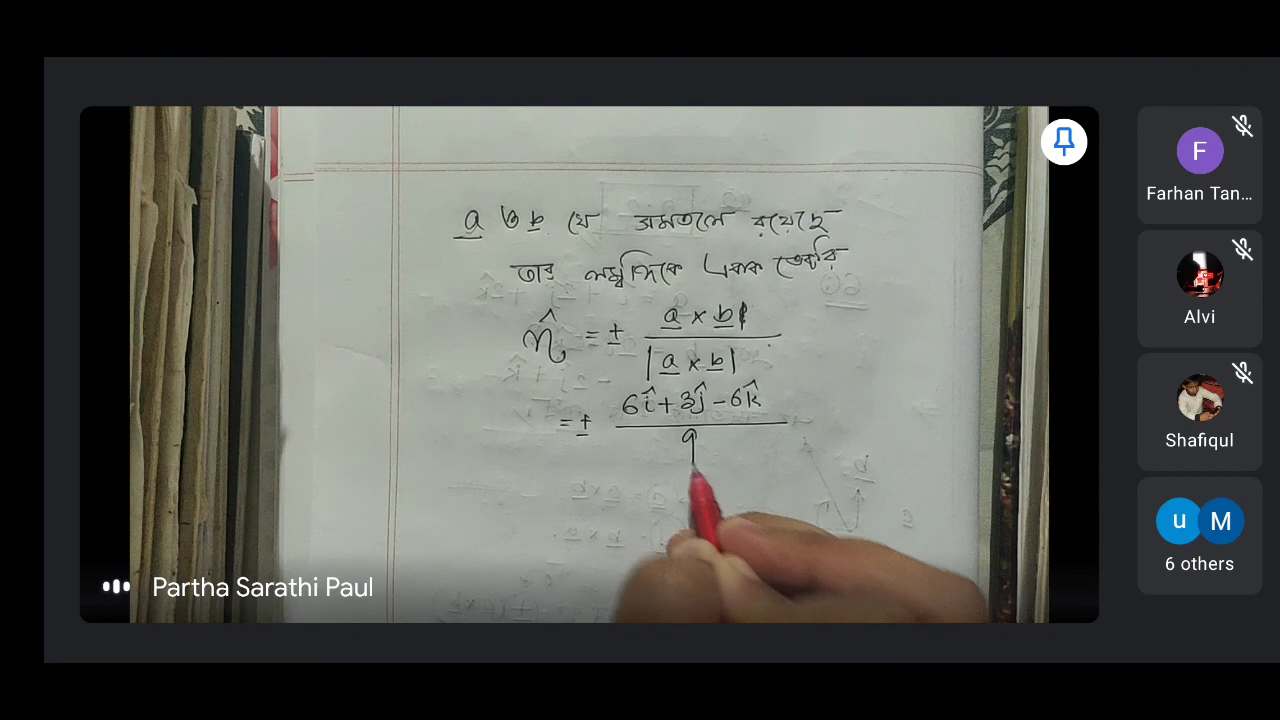 a ও b যে সমতলে রয়েছে
তার লম্বদিকে একক ভেক্টর
n̂ = ± a × b
|a × b|
= ± 6î + 3ĵ - 6k̂
9
Partha Sarathi Paul
F
Farhan Tan...
Alvi
Shafiqul
u M
6 others